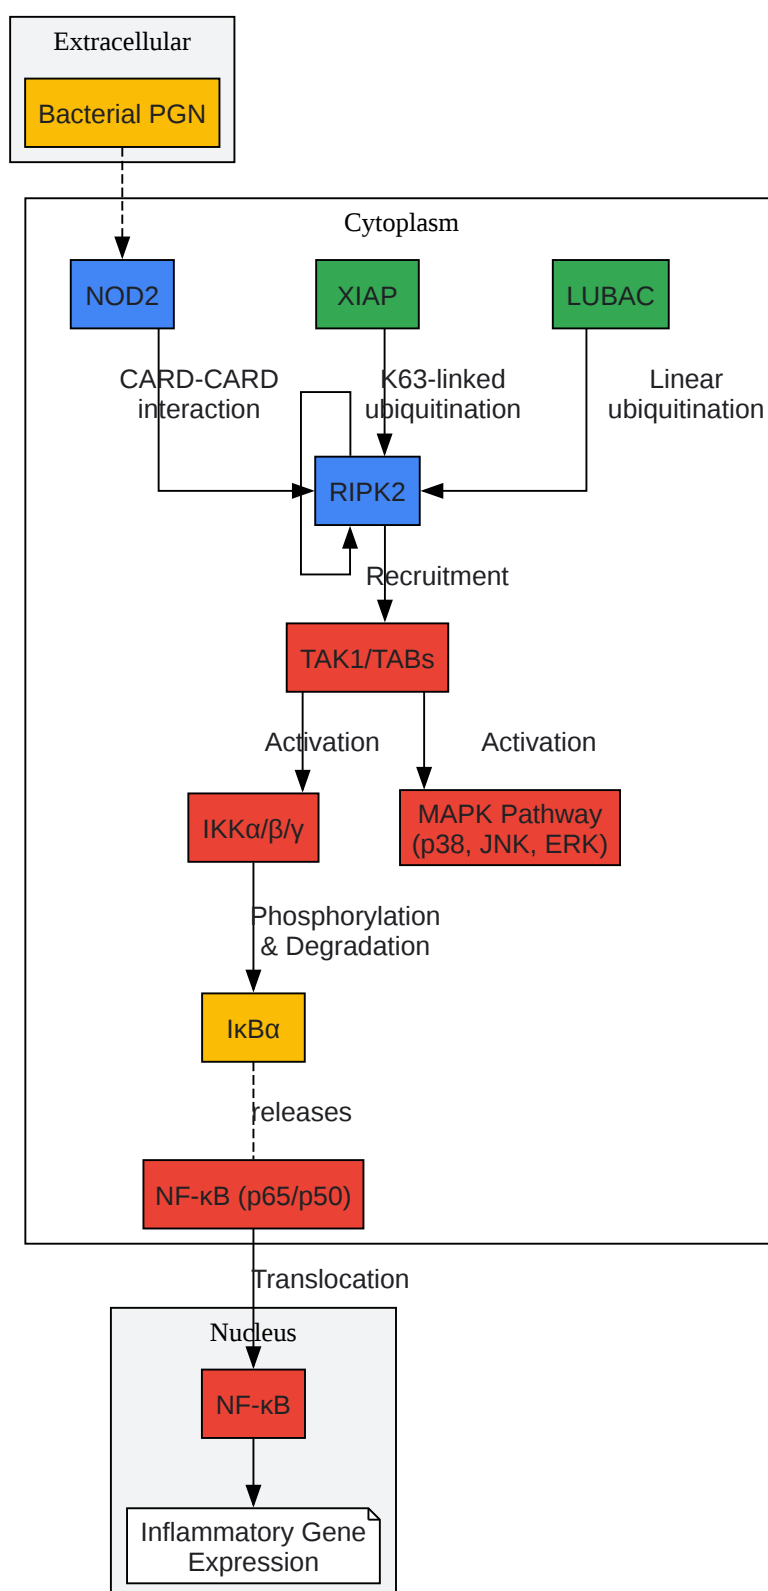 Extracellular
Bacterial PGN
Cytoplasm
NOD2
XIAP
LUBAC
CARD-CARD
interaction
K63-linked
ubiquitination
Linear
ubiquitination
RIPK2
Recruitment
TAK1/TABs
Activation
Activation
IKKα/β/γ
MAPK Pathway
(p38, JNK, ERK)
Phosphorylation
& Degradation
IκBα
releases
NF-κB (p65/p50)
Translocation
Nucleus
NF-κB
Inflammatory Gene
Expression